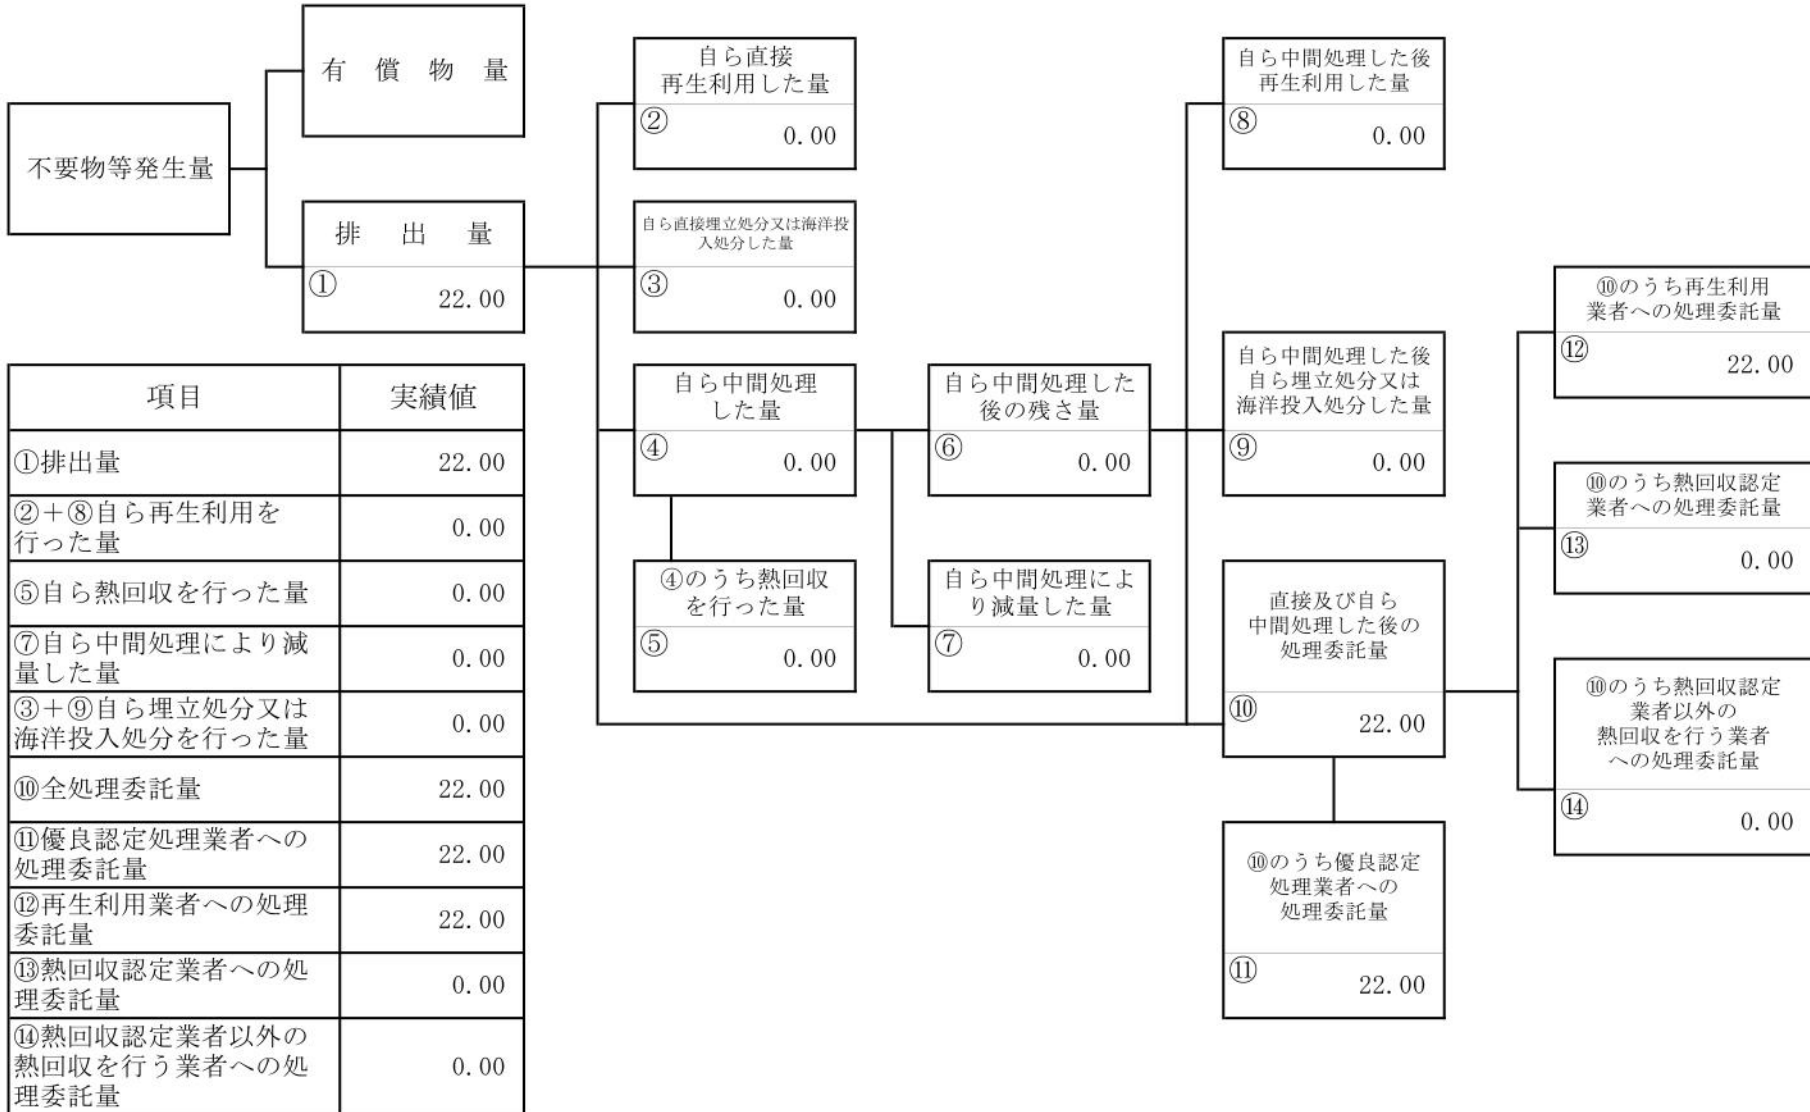 有償物量
不要物等発生量
排出量
①
22.00
自ら直接
再生利用した量
②
0.00
自ら直接埋立処分又は海洋投
入処分した量
③
0.00
自ら中間処理
した量
④
0.00
④のうち熱回収
を行った量
⑤
0.00
自ら中間処理した
後の残さ量
⑥
0.00
自ら中間処理によ
り減量した量
⑦
0.00
自ら中間処理した後
再生利用した量
⑧
0.00
自ら中間処理した後
自ら埋立処分又は
海洋投入処分した量
⑨
0.00
直接及び自ら
中間処理した後の
処理委託量
⑩
22.00
⑩のうち優良認定
処理業者への
処理委託量
⑪
22.00
⑩のうち再生利用
業者への処理委託量
⑫
22.00
⑩のうち熱回収認定
業者への処理委託量
⑬
0.00
⑩のうち熱回収認定
業者以外の
熱回収を行う業者
への処理委託量
⑭
0.00
項目 実績値
①排出量 22.00
②+⑧自ら再生利用を
行った量 0.00
⑤自ら熱回収を行った量 0.00
⑦自ら中間処理により減
量した量 0.00
③+⑨自ら埋立処分又は
海洋投入処分を行った量 0.00
⑩全処理委託量 22.00
⑪優良認定処理業者への
処理委託量 22.00
⑫再生利用業者への処理
委託量 22.00
⑬熱回収認定業者への処
理委託量 0.00
⑭熱回収認定業者以外の
熱回収を行う業者への処
理委託量 0.00